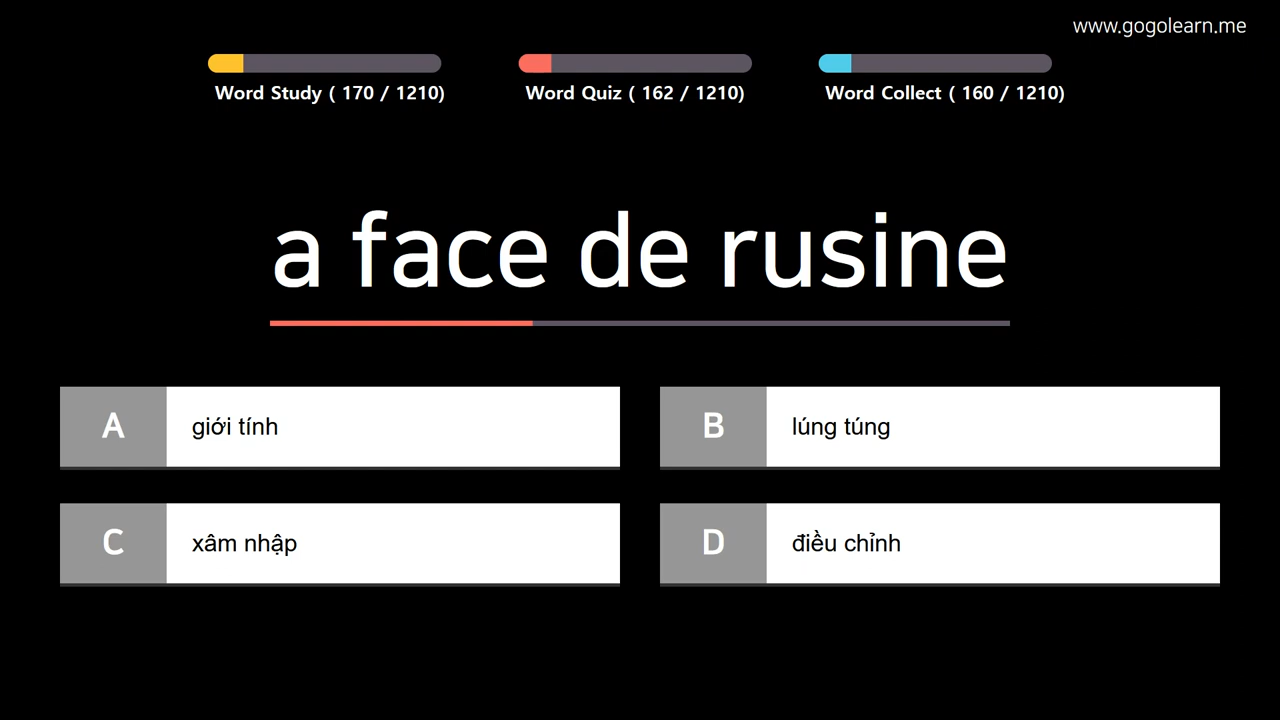 www.gogolearn.me
Word Study ( 170 / 1210)
Word Quiz ( 162 / 1210)
Word Collect ( 160 / 1210)
a face de rusine
A
giới tính
B
lúng túng
C
xâm nhập
D
điều chỉnh